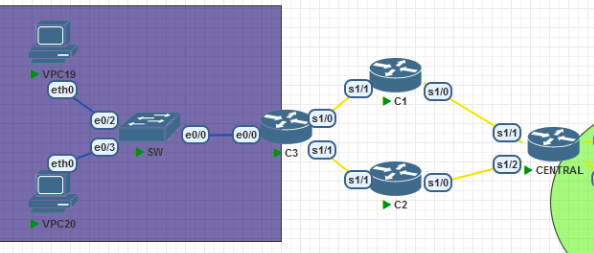 VPC19
eth0
e0/2
SW
e0/0
e0/0
C3
eth0
e0/3
VPC20
s1/0
s1/1
s1/1
C1
s1/0
s1/1
C2
s1/0
s1/1
s1/2
CENTRAL